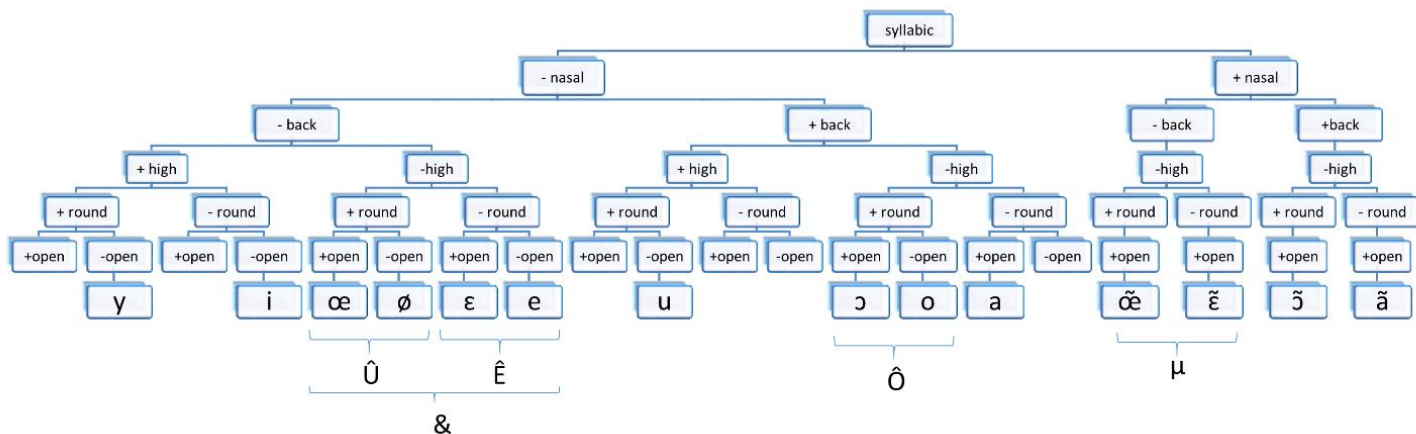 syllabic
- nasal + nasal
- back + back - back +back
+ high -high + high -high -high -high
+ round - round + round - round + round - round + round - round + round - round + round - round
+open -open +open -open +open -open +open -open +open -open +open -open +open -open +open -open +open +open +open +open
y i œ ø ɛ e u ɔ o a œ̃ ɛ̃ ɔ̃ ã
Û Ê Ô µ
&